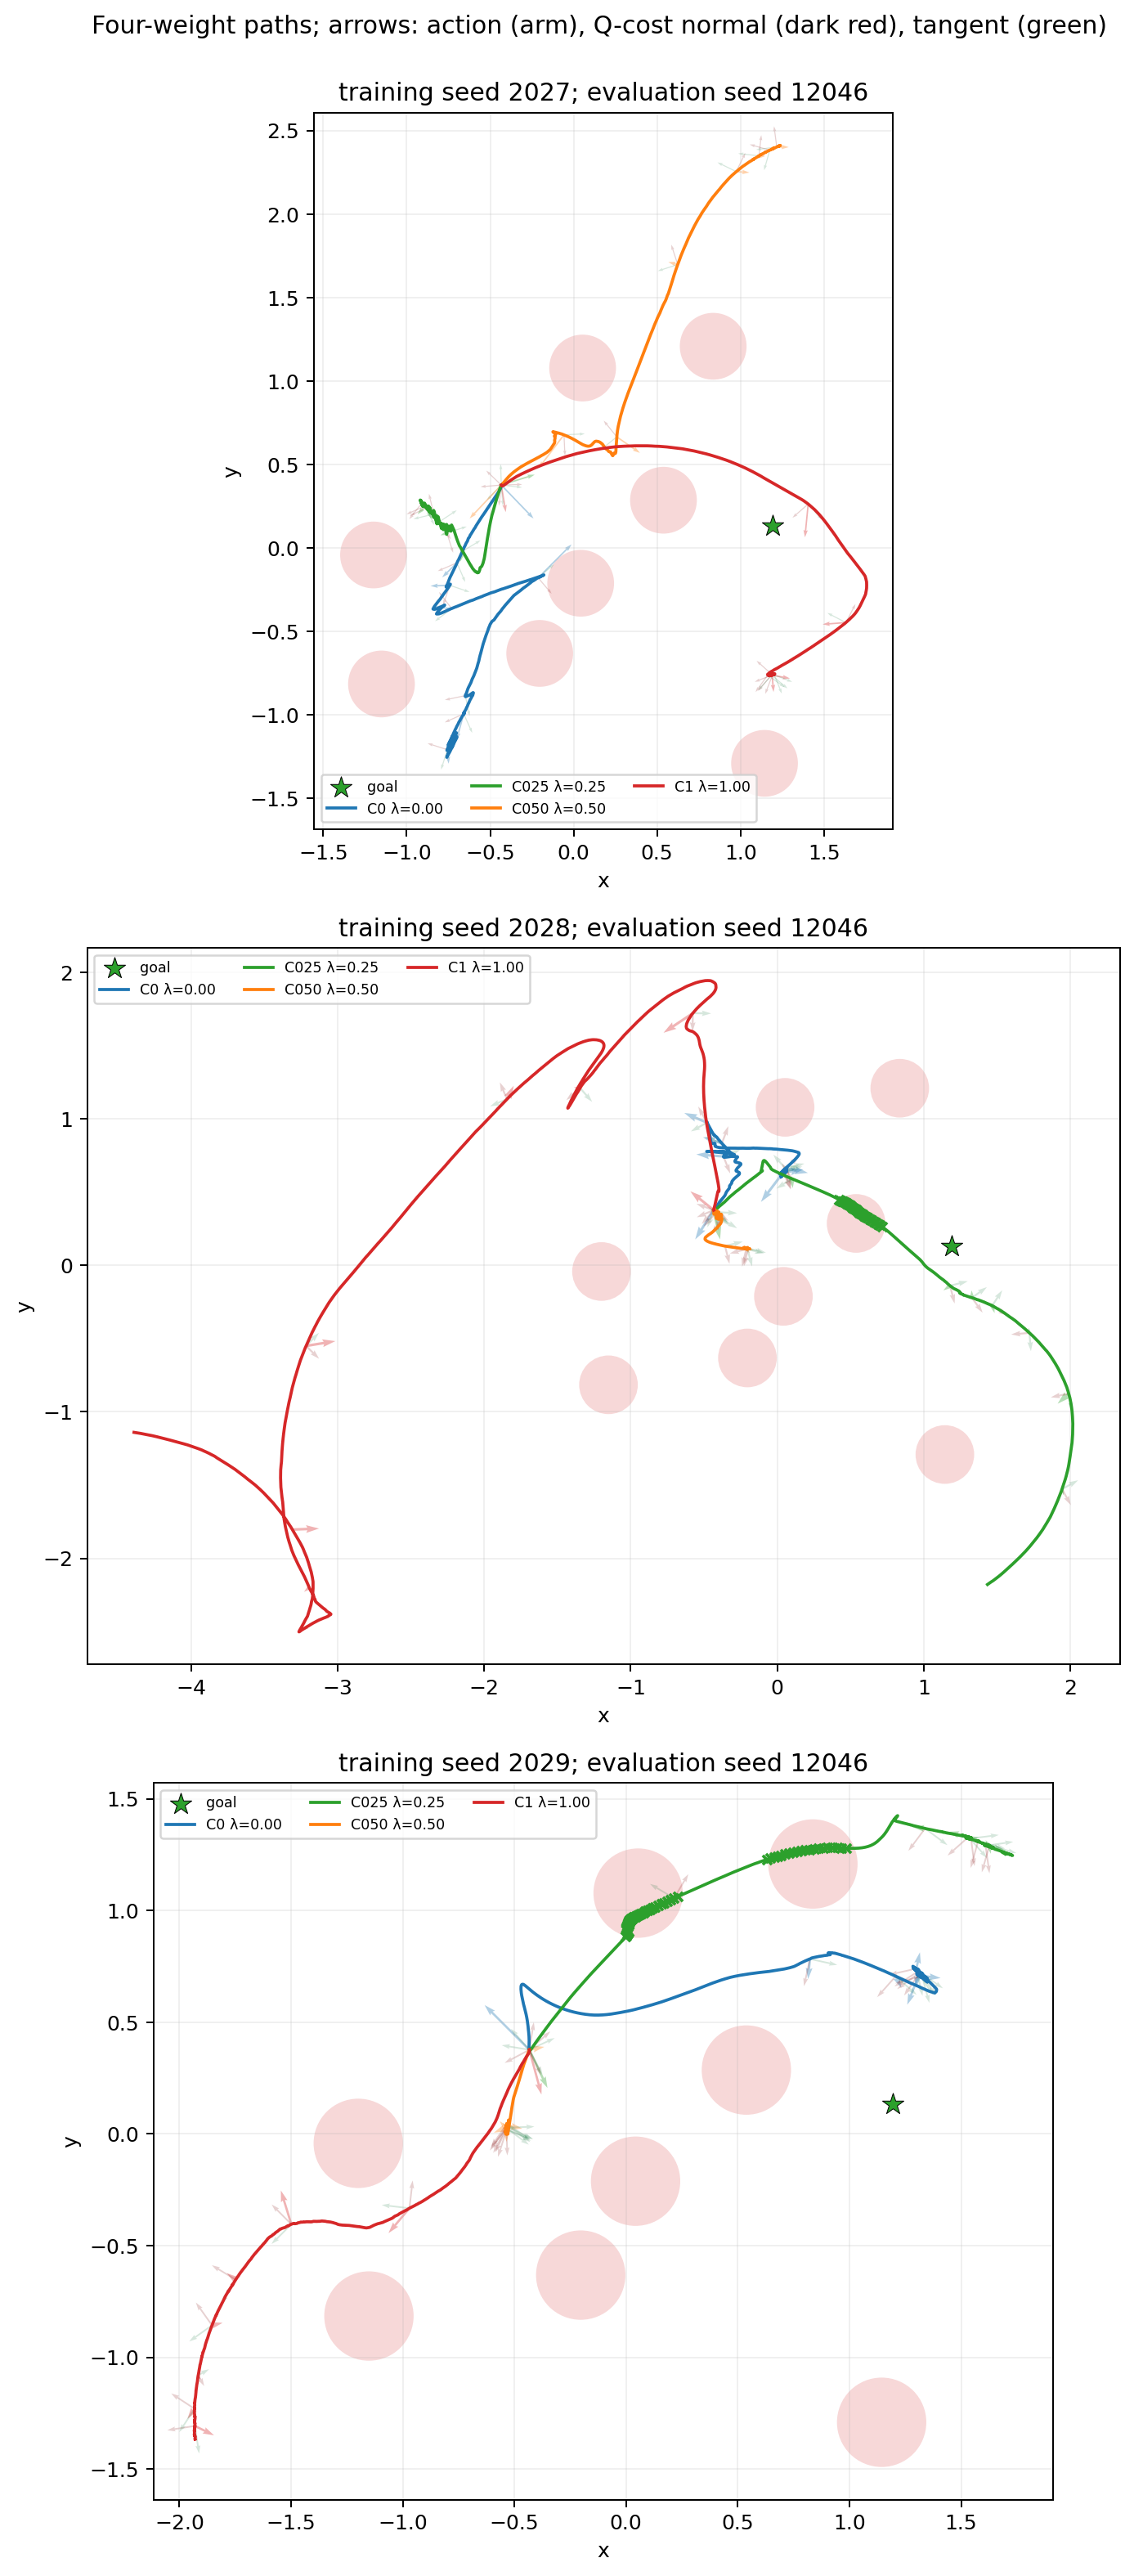 Four-weight paths; arrows: action (arm), Q-cost normal (dark red), tangent (green)
training seed 2027; evaluation seed 12046
2.5
2.0
1.5
1.0
0.5
0.0
−0.5
−1.0
−1.5
y
goal C025 λ=0.25 C1 λ=1.00
C0 λ=0.00 C050 λ=0.50
−1.5 −1.0 −0.5 0.0 0.5 1.0 1.5
x
training seed 2028; evaluation seed 12046
goal C025 λ=0.25 C1 λ=1.00
C0 λ=0.00 C050 λ=0.50
2
1
0
−1
−2
y
−4 −3 −2 −1 0 1 2
x
training seed 2029; evaluation seed 12046
goal C025 λ=0.25 C1 λ=1.00
C0 λ=0.00 C050 λ=0.50
1.5
1.0
0.5
0.0
−0.5
−1.0
−1.5
y
−2.0 −1.5 −1.0 −0.5 0.0 0.5 1.0 1.5
x